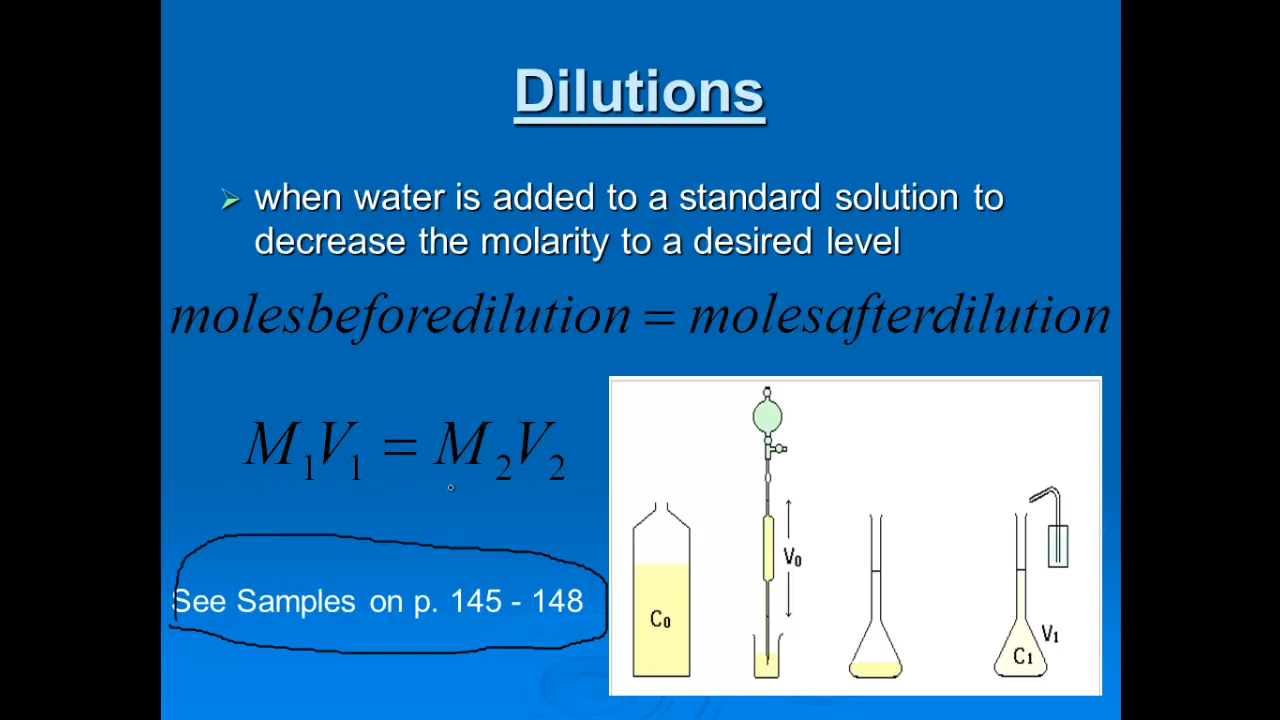 Dilutions
when water is added to a standard solution to
decrease the molarity to a desired level
molesbeforedilution = molesafterdilution
M₁V₁ = M₂V₂
See Samples on p. 145 - 148
V₀
C₀
V₁
C₁